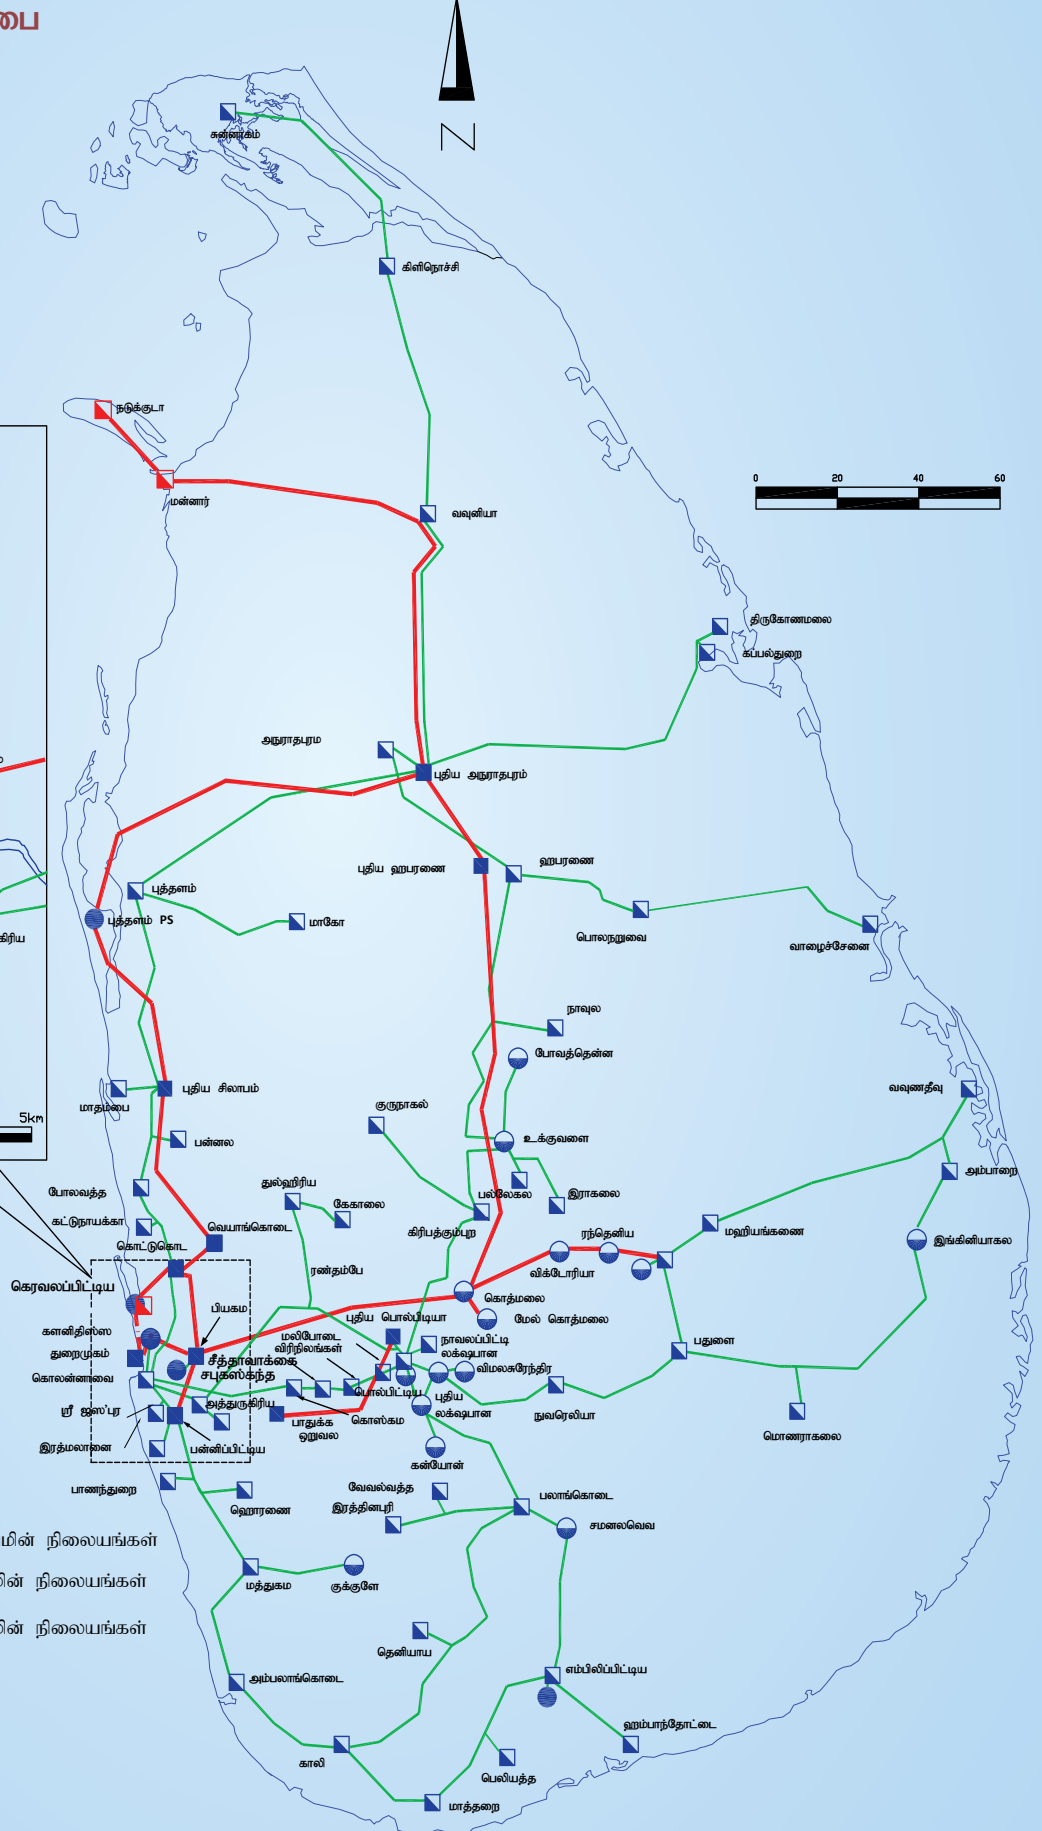 பை
N
சுன்னாகம்
கிளிநொச்சி
நடுக்குடா
மன்னார்
வவுனியா
0 20 40 60
திருகோணமலை
கப்பல்துறை
அநுராதபுரம
புதிய அநுராதபுரம்
புதிய ஹபரணை
ஹபரணை
புத்தளம்
புத்தளம் PS
மாகோ
பொலநறுவை
வாழைச்சேனை
கிரிய
நாவுல
போவத்தென்ன
புதிய சிலாபம்
மாதம்பை
வவுணதீவு
குருநாகல்
5km
பன்னல
உக்குவளை
அம்பாறை
போலவத்த
துல்ஹிரிய
கேகாலை
பல்லேகல
இராகலை
கட்டுநாயக்கா
கிரிபத்கும்புற
மஹியங்கணை
வெயாங்கொடை
ரந்தெனிய
இங்கினியாகல
கொட்டுகொட
ரண்தம்பே
விக்டோரியா
கெரவலப்பிட்டிய
கொத்மலை
பியகம
புதிய பொல்பிடியா
மேல் கொத்மலை
களனிதிஸ்ஸ
மலிபோடை
நாவலப்பிட்டி
பதுளை
துறைமுகம்
சீத்தாவாக்கை
விரிநிலங்கள்
லக்ஷபான
விமலசுரேந்திர
கொலன்னாவை
சபுகஸ்கந்த
பொல்பிட்டிய
புதிய
லக்ஷபான
ஸ்ரீ ஜஸ'புர
அத்துருகிரிய
பாதுக்க
ஒறுவல
கொஸ்கம
நுவரெலியா
மொணராகலை
இரத்மலானை
பன்னிப்பிட்டிய
கன்யோன்
பாணந்துறை
ஹொரணை
வேவல்வத்த
இரத்தினபுரி
பலாங்கொடை
சமனலவெவ
மின் நிலையங்கள்
மின் நிலையங்கள்
மின் நிலையங்கள்
மத்துகம
குக்குளே
தெனியாய
எம்பிலிப்பிட்டிய
அம்பலாங்கொடை
ஹம்பாந்தோட்டை
காலி
பெலியத்த
மாத்தறை